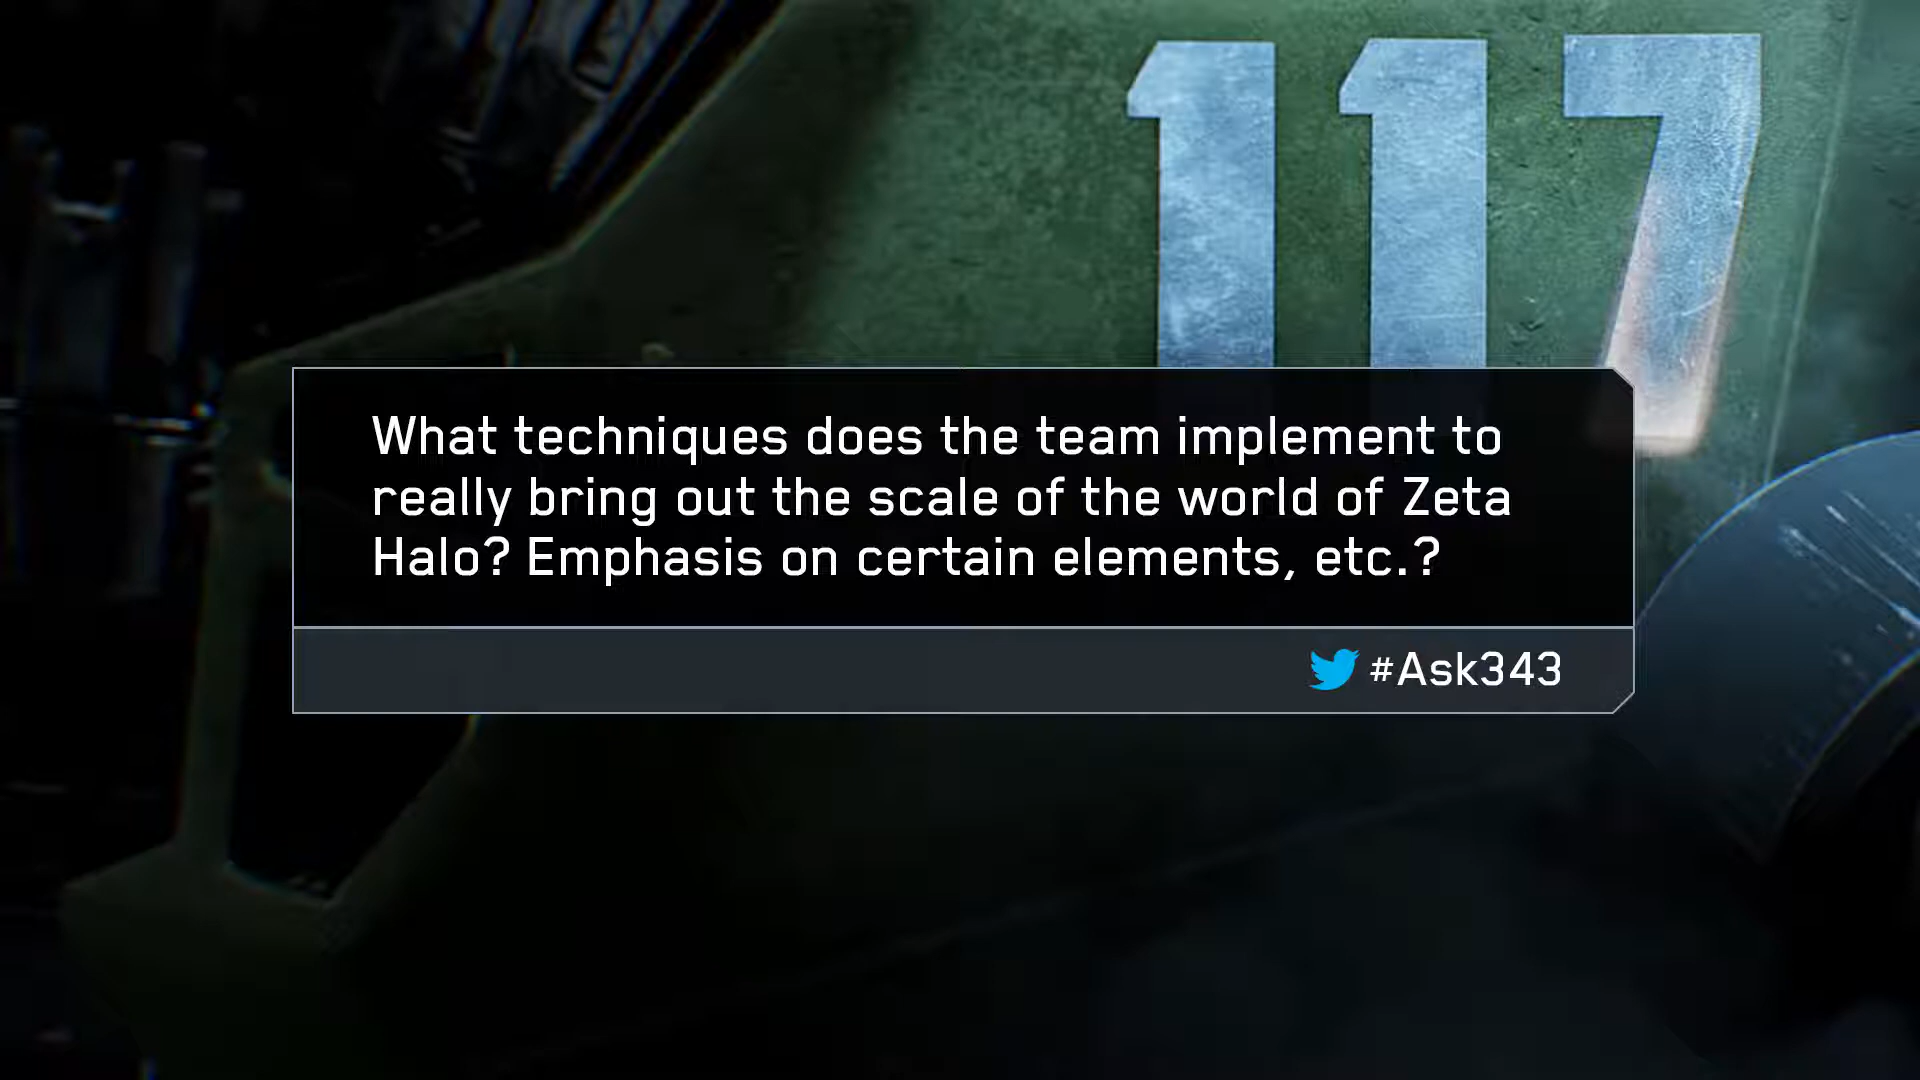 117
What techniques does the team implement to
really bring out the scale of the world of Zeta
Halo? Emphasis on certain elements, etc.?
#Ask343